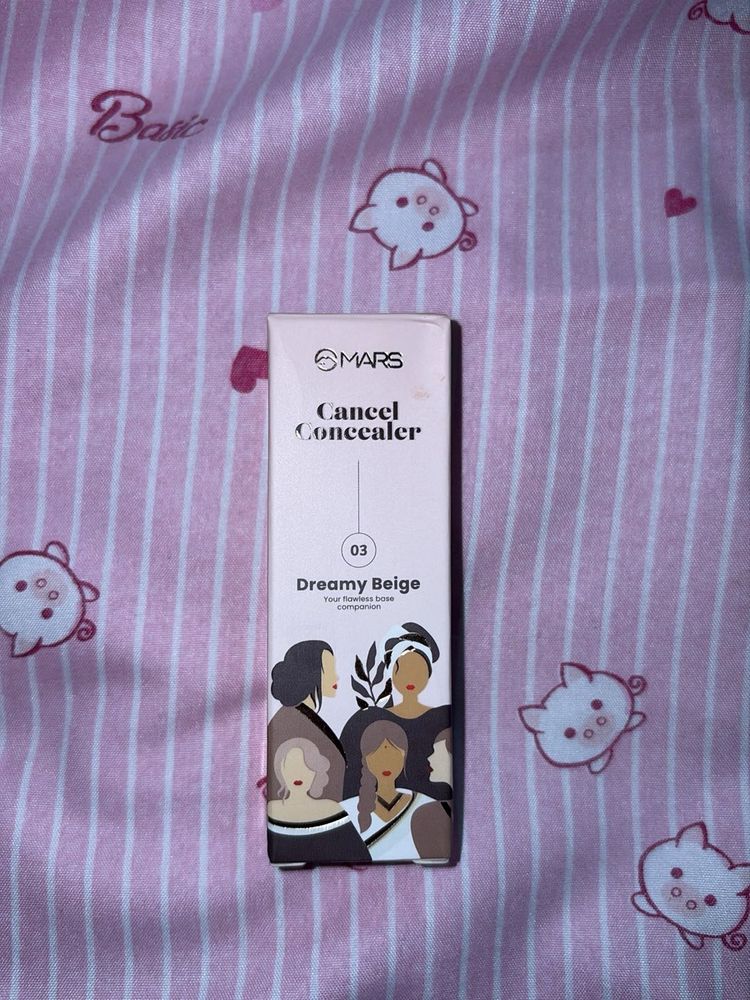 Basic
MARS
Cancel
Concealer
03
Dreamy Beige
Your flawless base
companion